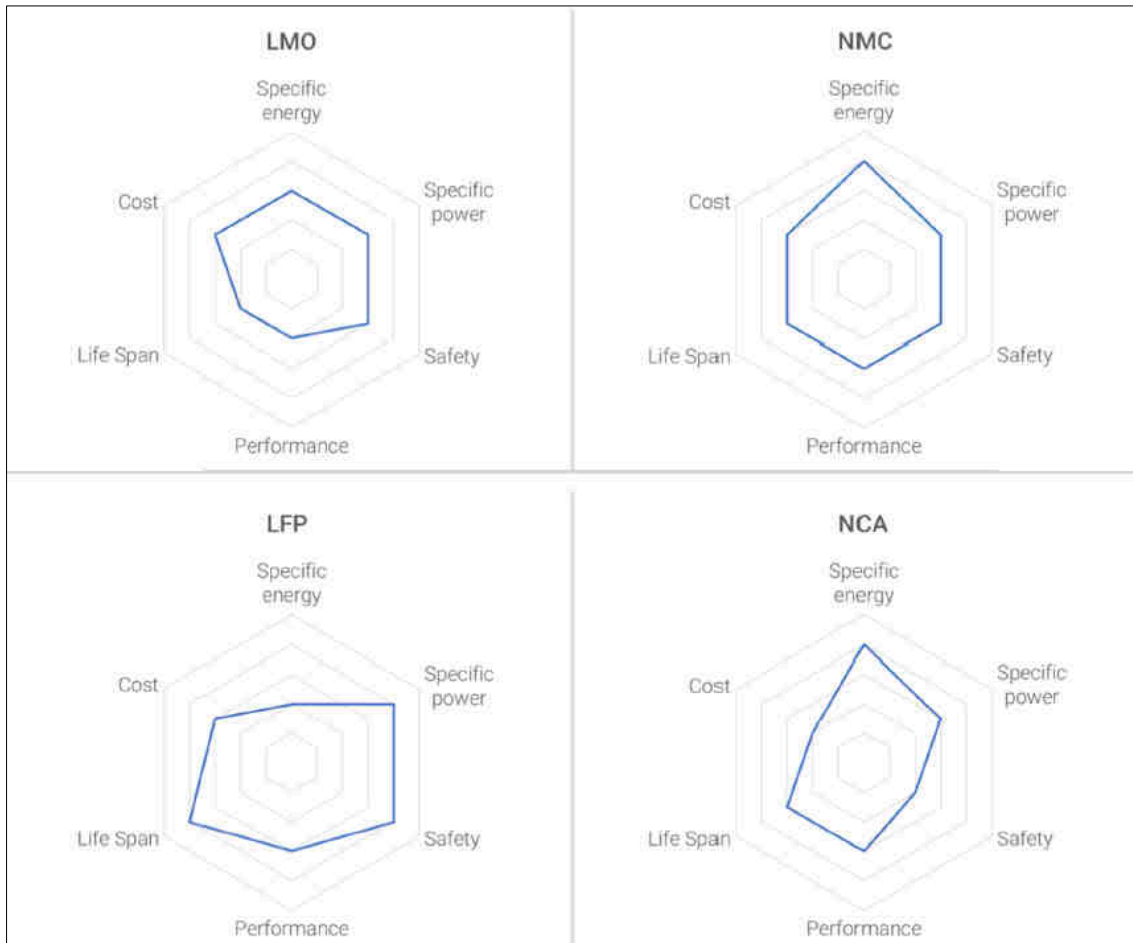 LMO
Specific
energy
Cost
Specific
power
Life Span
Safety
Performance
NMC
Specific
energy
Cost
Specific
power
Life Span
Safety
Performance
LFP
Specific
energy
Cost
Specific
power
Life Span
Safety
Performance
NCA
Specific
energy
Cost
Specific
power
Life Span
Safety
Performance